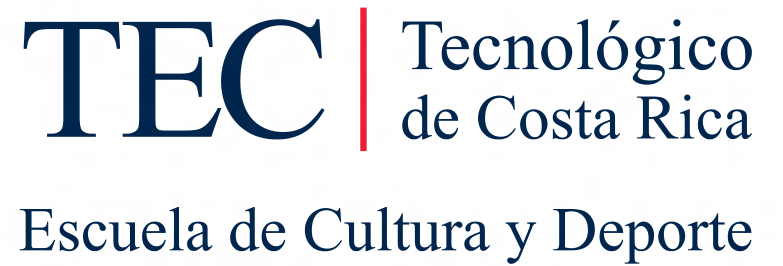 TEC
Tecnológico
de Costa Rica
Escuela de Cultura y Deporte